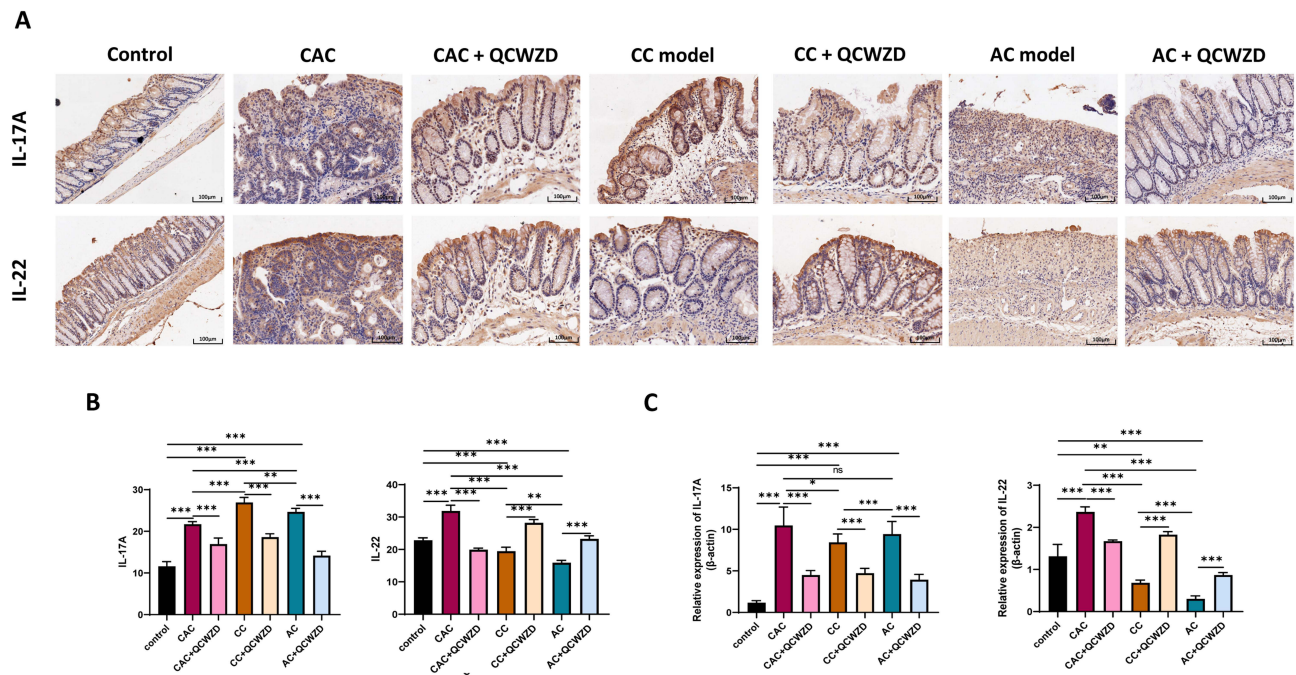 A
Control CAC CAC + QCWZD CC model CC + QCWZD AC model AC + QCWZD
IL-17A
100μm 100μm 100μm 100μm 100μm 100μm 100μm
IL-22
100μm 100μm 100μm 100μm 100μm 100μm 100μm
B
IL-17A
30
20
10
0
*** *** *** *** ** *** *** *** ***
control CAC CAC+QCWZD CC CC+QCWZD AC AC+QCWZD
IL-22
40
30
20
10
0
*** *** *** *** ** *** *** *** ***
control CAC CAC+QCWZD CC CC+QCWZD AC AC+QCWZD
C
Relative expression of IL-17A
(β-actin)
15
10
5
0
*** *** ns * *** *** *** *** ***
control CAC CAC+QCWZD CC CC+QCWZD AC AC+QCWZD
Relative expression of IL-22
(β-actin)
4
3
2
1
0
*** ** *** *** *** *** *** *** ***
control CAC CAC+QCWZD CC CC+QCWZD AC AC+QCWZD